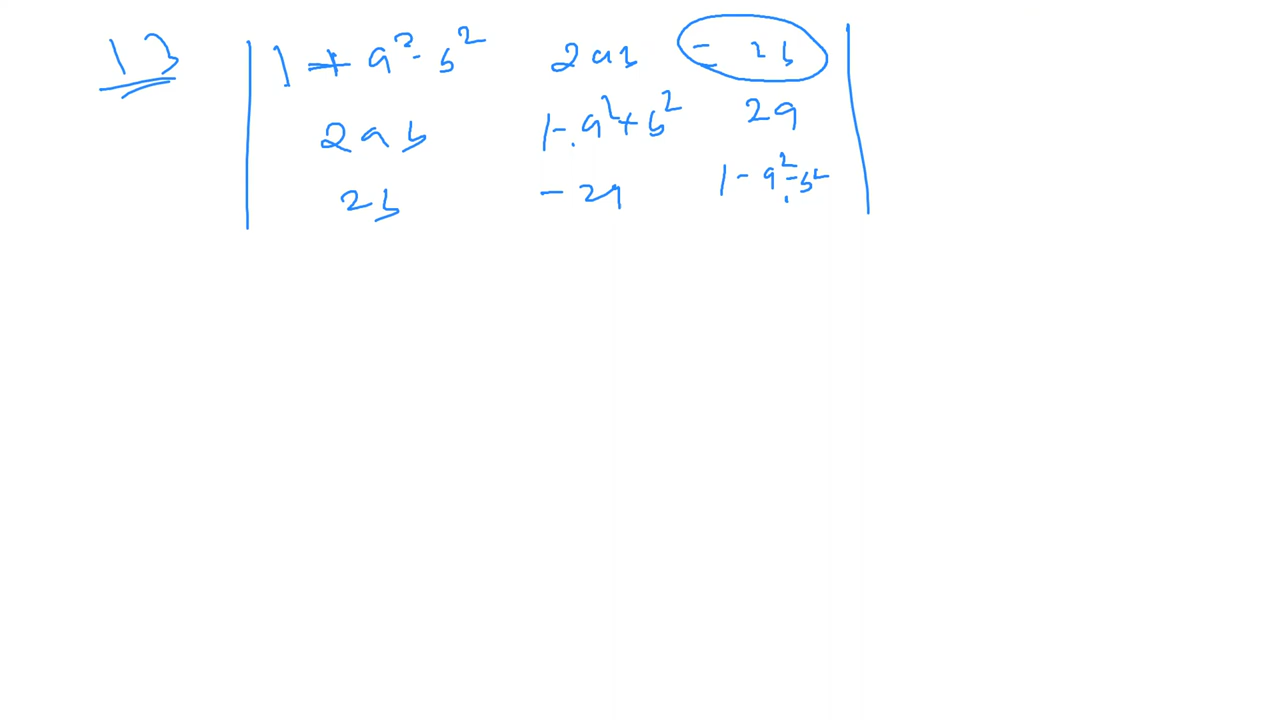 13 | 1 + a² - b² 2ab - 2b |
2ab 1 - a² + b² 2a
2b - 2a 1 - a² - b²